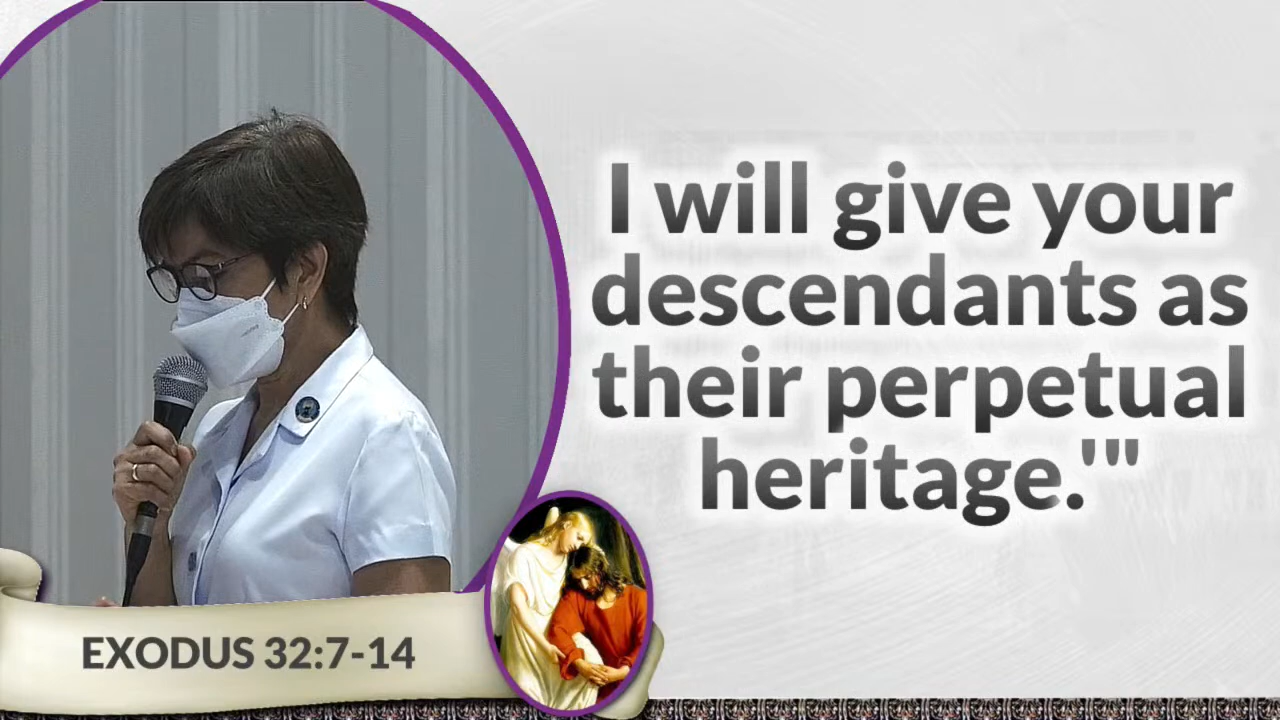 I will give your
descendants as
their perpetual
heritage.'"
EXODUS 32:7-14